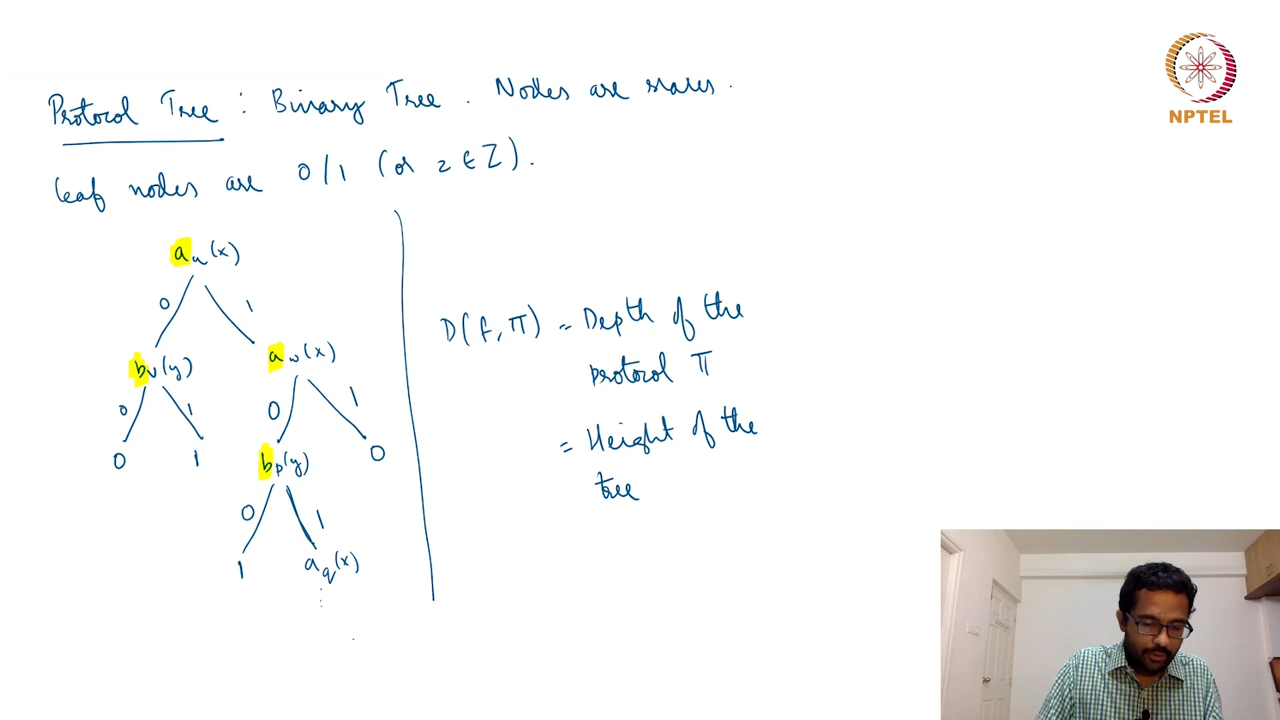 Protocol Tree : Binary Tree . Nodes are states .
Leaf nodes are 0/1 (or z ∈ Z) .
a_u(x)
0 1
b_v(y) a_w(x)
0 1 0 1
0 1 b_p(y) 0
0 1
1 a_q(x)
D(f, Π) = Depth of the
protocol Π
= Height of the
tree
NPTEL